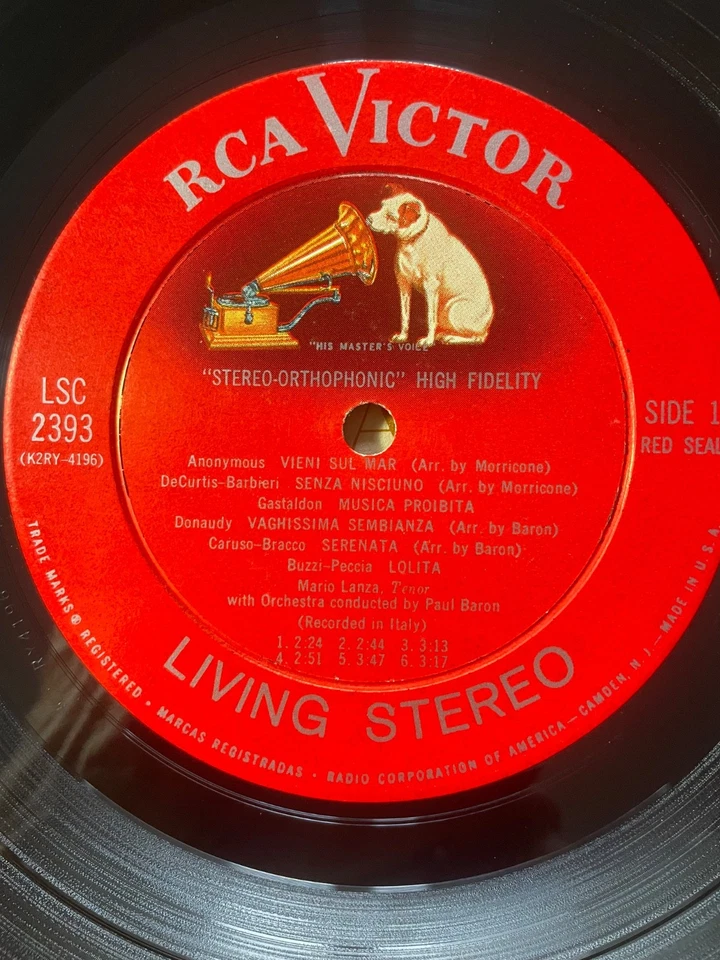 RCA VICTOR
"HIS MASTER'S VOICE"
"STEREO-ORTHOPHONIC" HIGH FIDELITY
LSC
2393
(K2RY-4196)
SIDE 1
RED SEAL
Anonymous VIENI SUL MAR (Arr. by Morricone)
DeCurtis-Barbieri SENZA NISCIUNO (Arr. by Morricone)
Gastaldon MUSICA PROIBITA
Donaudy VAGHISSIMA SEMBIANZA (Arr. by Baron)
Caruso-Bracco SERENATA (Arr. by Baron)
Buzzi-Peccia LOLITA
Mario Lanza, Tenor
with Orchestra conducted by Paul Baron
(Recorded in Italy)
1. 2:24 2. 2:44 3. 3:13
4. 2:51 5. 3:47 6. 3:17
LIVING STEREO
TRADE MARKS ® REGISTERED • MARCAS REGISTRADAS • RADIO CORPORATION OF AMERICA—CAMDEN, N. J.—MADE IN U.S.A.